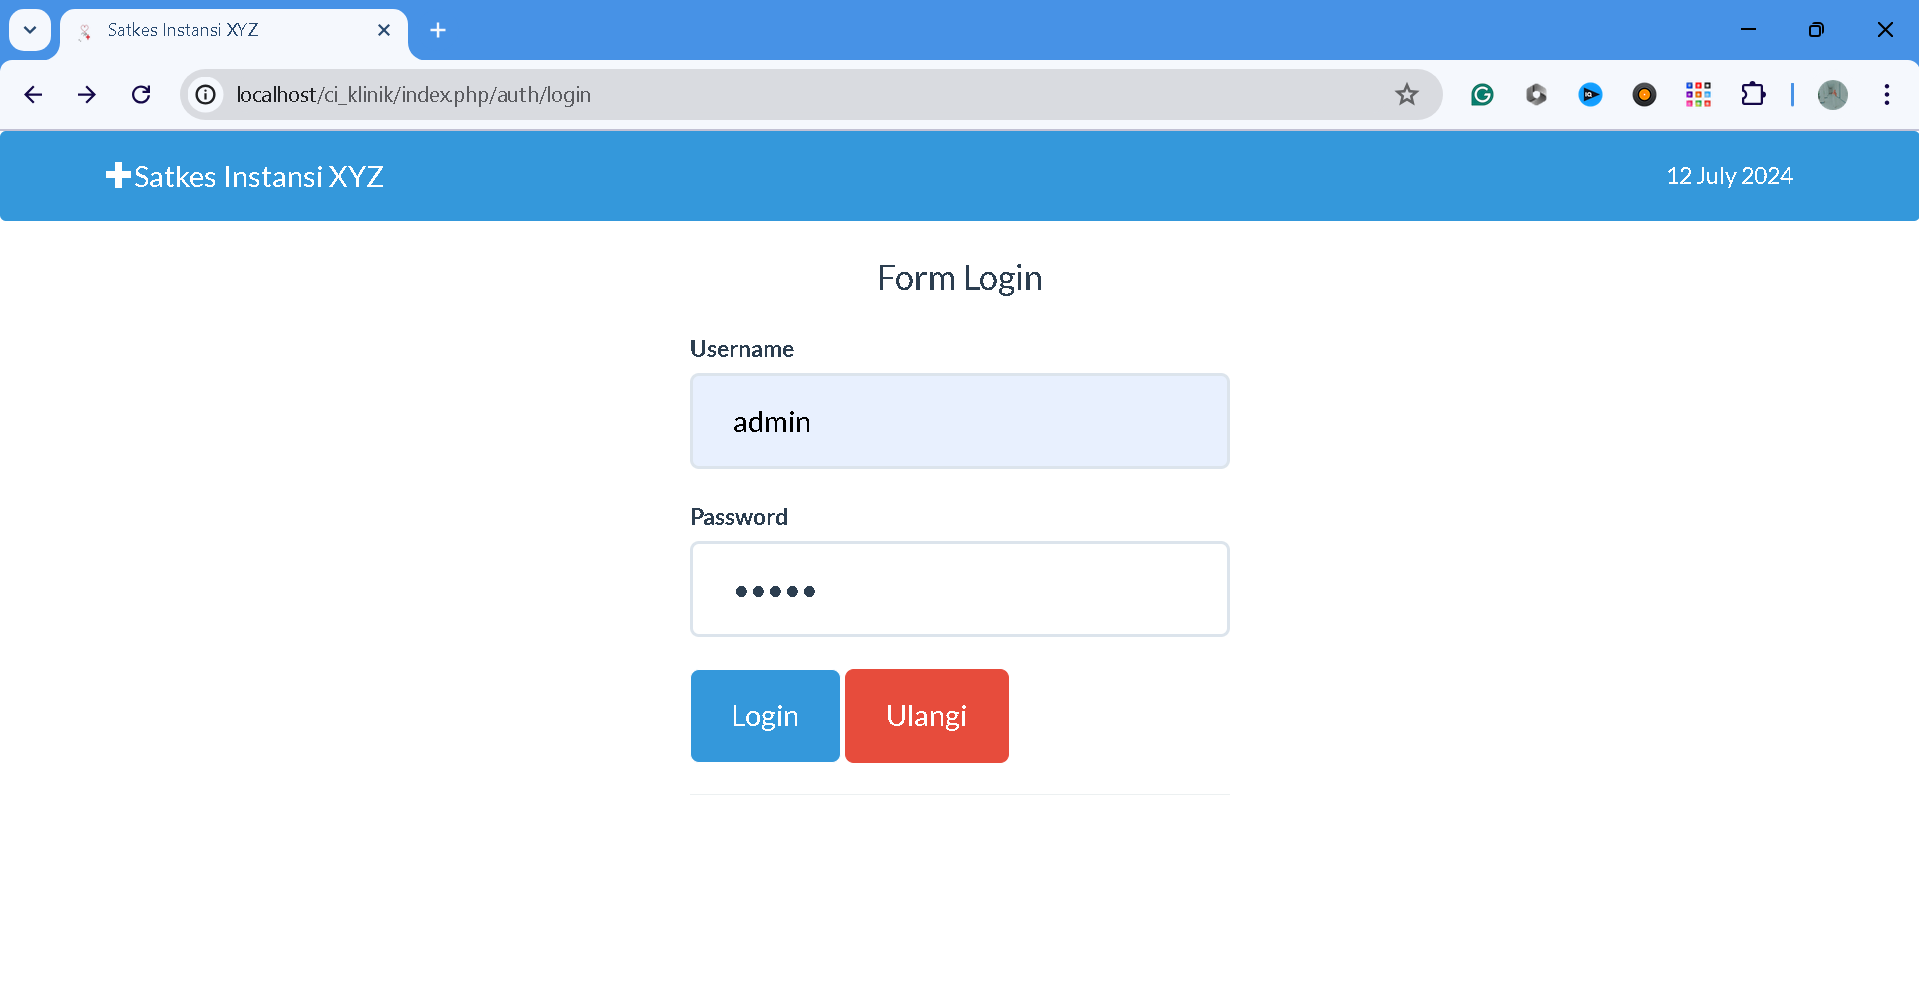 Satkes Instansi XYZ
localhost/ci_klinik/index.php/auth/login
Satkes Instansi XYZ
12 July 2024
Form Login
Username
admin
Password
Login
Ulangi